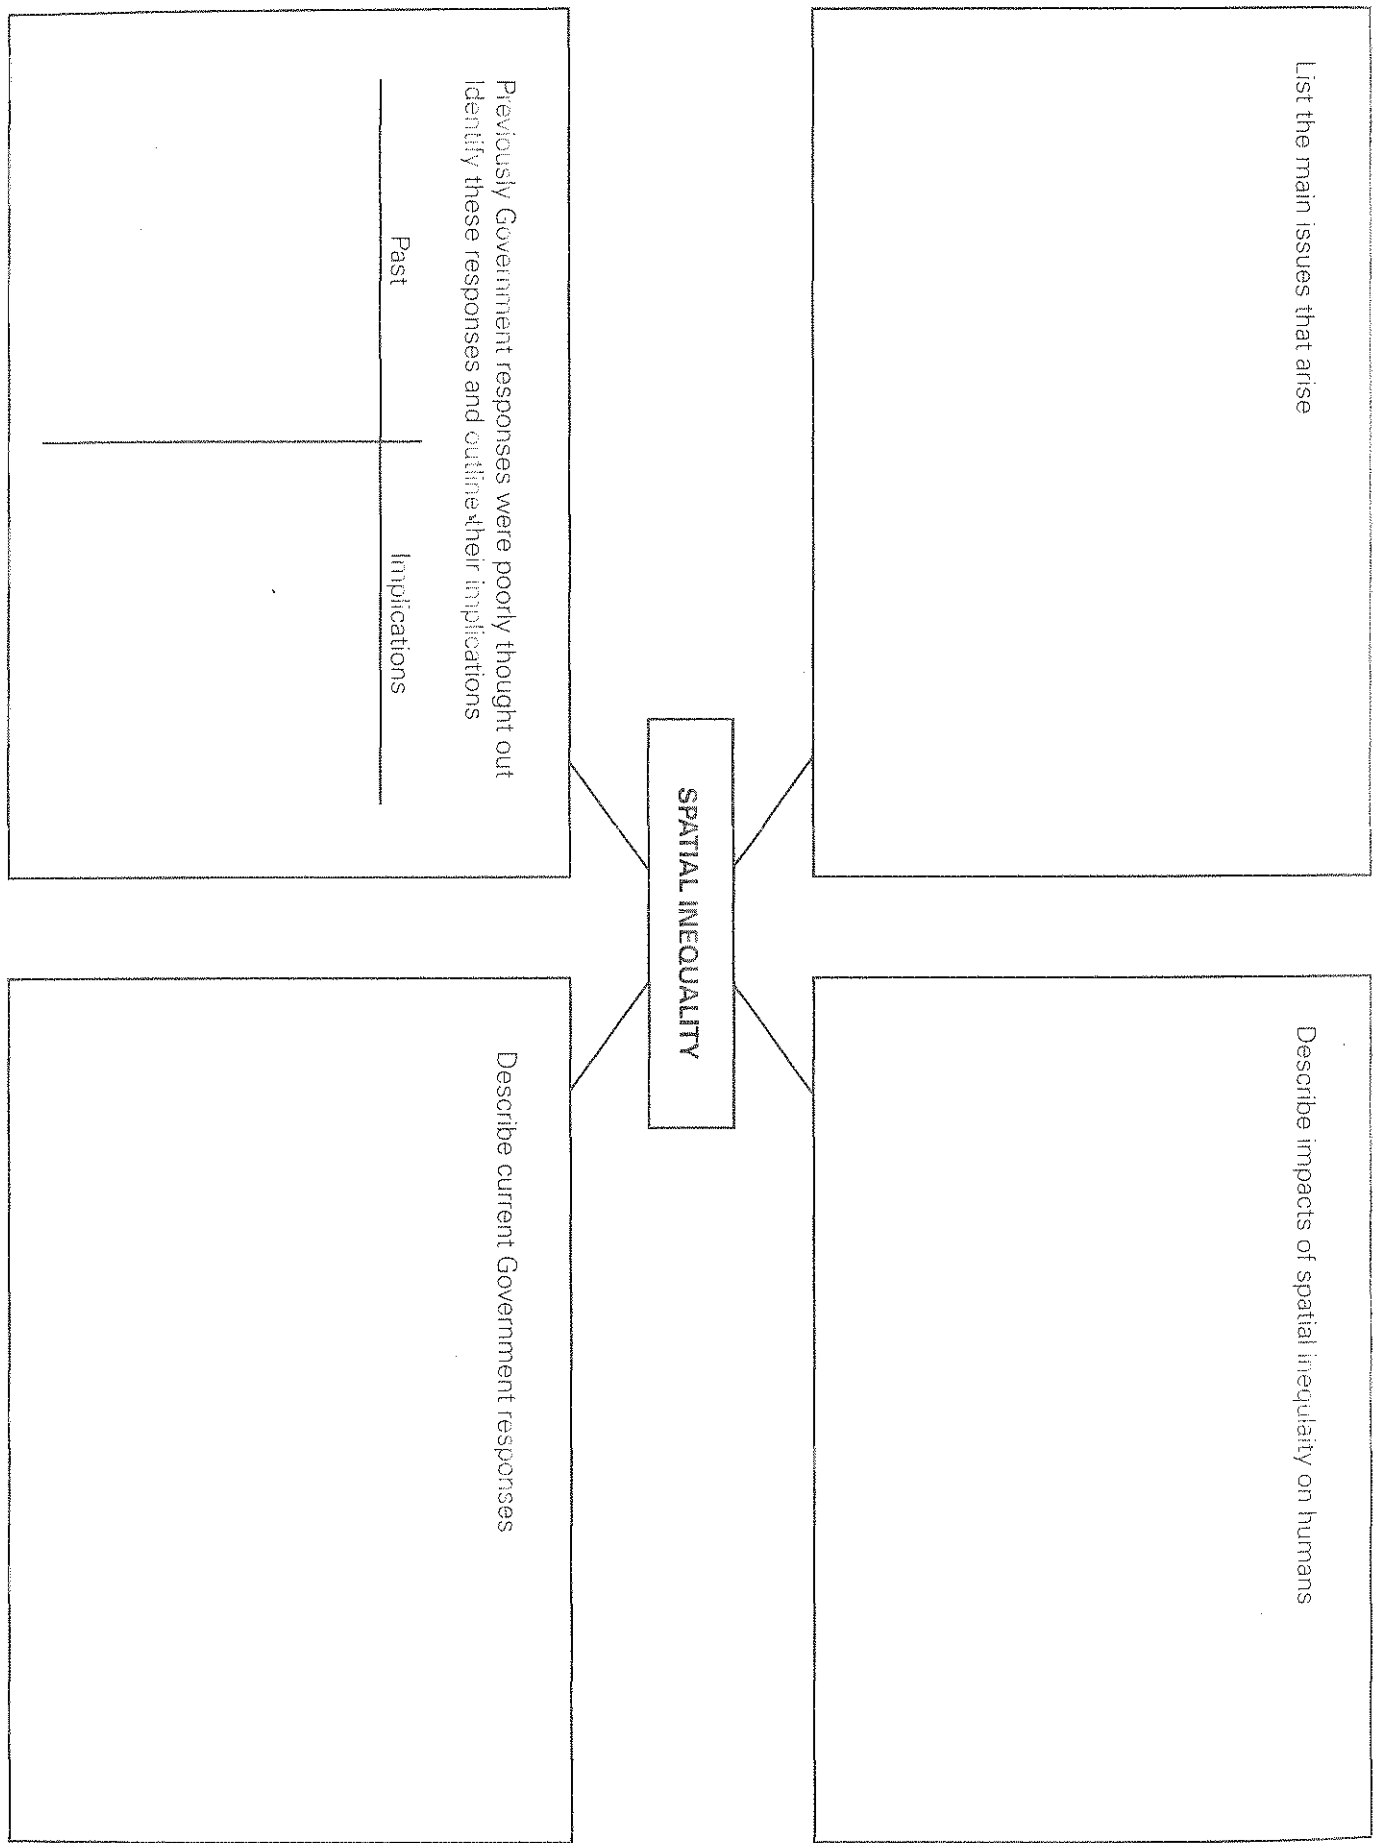 List the main issues that arise
Describe impacts of spatial inequlaity on humans
SPATIAL INEQUALITY
Previously Government responses were poorly thought out
Identify these responses and outline their implications
Past
Implications
Describe current Government responses